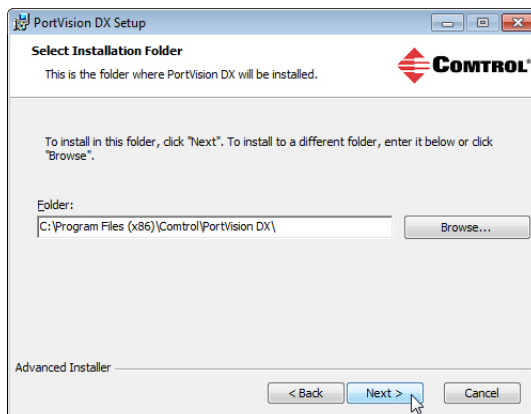 PortVision DX Setup
Select Installation Folder
This is the folder where PortVision DX will be installed.
COMTROL®
To install in this folder, click "Next". To install to a different folder, enter it below or click
"Browse".
Folder:
C:\Program Files (x86)\Comtrol\PortVision DX\
Browse...
Advanced Installer
< Back
Next >
Cancel